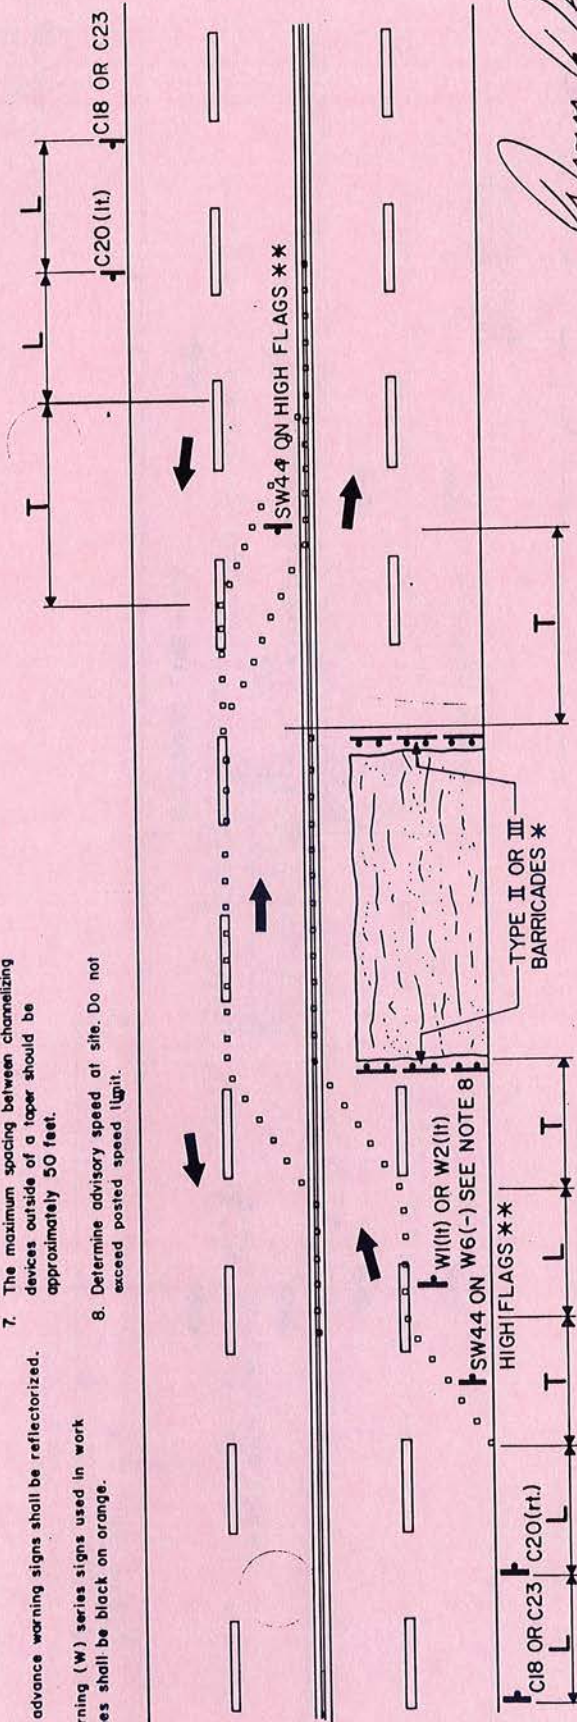 advance warning signs shall be reflectorized.
rning (W) series signs used in work
es shall be black on orange.
7. The maximum spacing between channelizing
devices outside of a taper should be
approximately 50 feet.
8. Determine advisory speed at site. Do not
exceed posted speed limit.
T
L
L
C20 (lt.)
C18 OR C23
SW44 ON HIGH FLAGS **
W1(lt) OR W2(lt)
SW44 ON W6(-) SEE NOTE 8
HIGH FLAGS **
TYPE II OR III
BARRICADES *
C18 OR C23
C20(rt.)
L
L
T
L
T
T